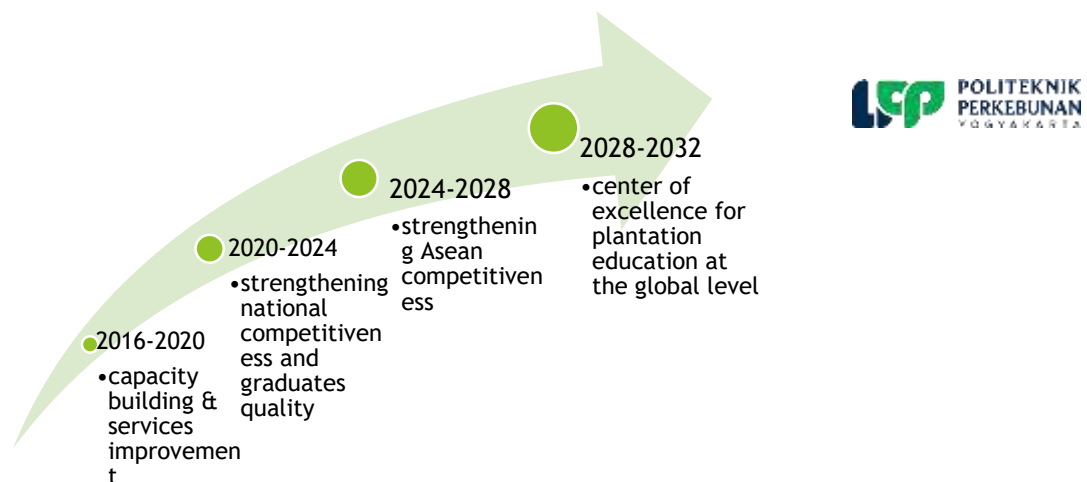 POLITEKNIK
PERKEBUNAN
YOGYAKARTA
2028-2032
•center of
excellence for
plantation
education at
the global level
2024-2028
•strengthenin
g Asean
competitiven
ess
2020-2024
•strengthening
national
competitiven
ess and
graduates
quality
2016-2020
•capacity
building &
services
improvemen
t